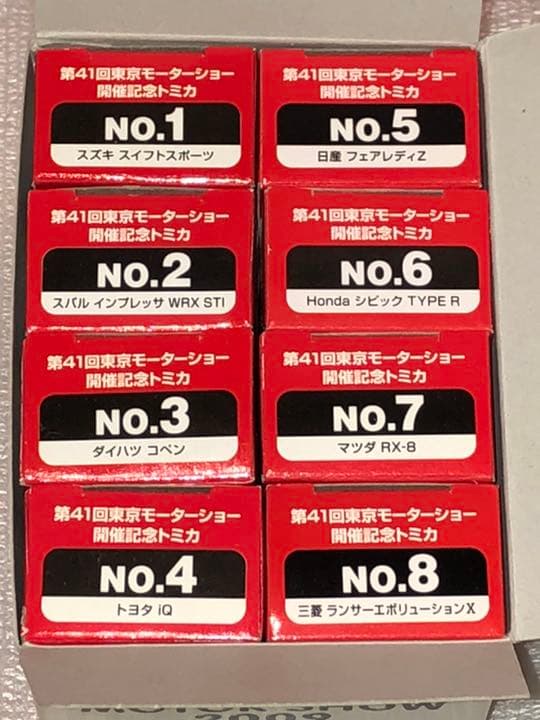 第41回東京モーターショー
開催記念トミカ
NO.1
スズキ スイフトスポーツ
第41回東京モーターショー
開催記念トミカ
NO.2
スバル インプレッサ WRX STI
第41回東京モーターショー
開催記念トミカ
NO.3
ダイハツ コペン
第41回東京モーターショー
開催記念トミカ
NO.4
トヨタ iQ
第41回東京モーターショー
開催記念トミカ
NO.5
日産 フェアレディZ
第41回東京モーターショー
開催記念トミカ
NO.6
Honda シビック TYPE R
第41回東京モーターショー
開催記念トミカ
NO.7
マツダ RX-8
第41回東京モーターショー
開催記念トミカ
NO.8
三菱 ランサーエボリューションX
MOTOR SHOW
2009